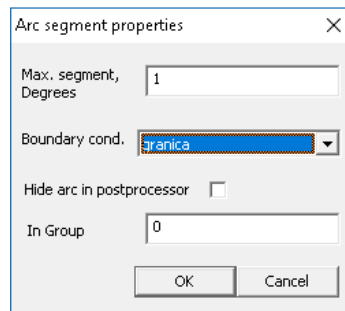 Arc segment properties
Max. segment,
Degrees
1
Boundary cond.
granica
Hide arc in postprocessor
In Group
0
OK
Cancel